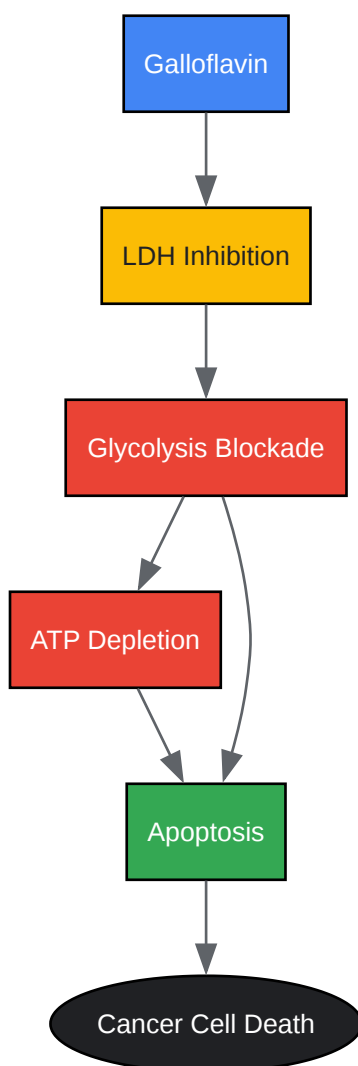 Galloflavin
LDH Inhibition
Glycolysis Blockade
ATP Depletion
Apoptosis
Cancer Cell Death